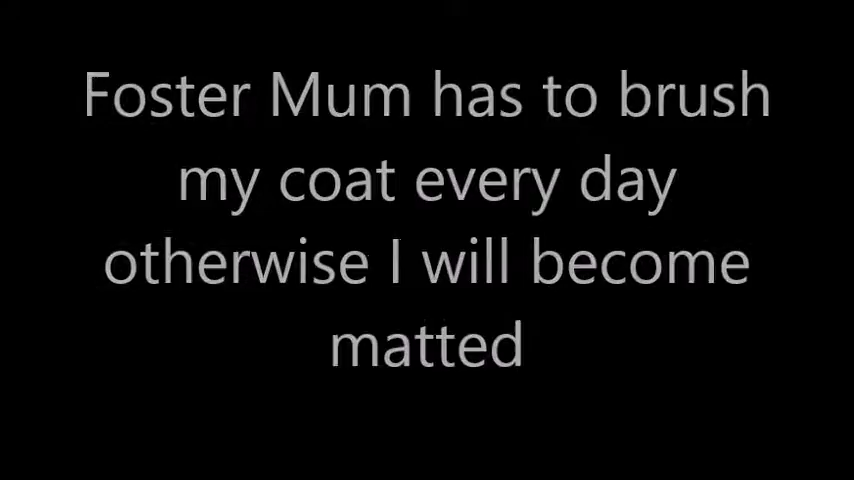 Foster Mum has to brush
my coat every day
otherwise I will become
matted